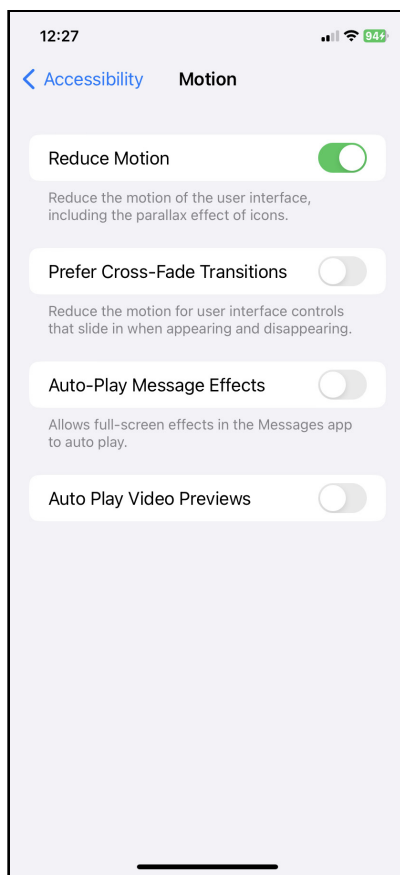 12:27
94
Accessibility
Motion
Reduce Motion
Reduce the motion of the user interface,
including the parallax effect of icons.
Prefer Cross-Fade Transitions
Reduce the motion for user interface controls
that slide in when appearing and disappearing.
Auto-Play Message Effects
Allows full-screen effects in the Messages app
to auto play.
Auto Play Video Previews